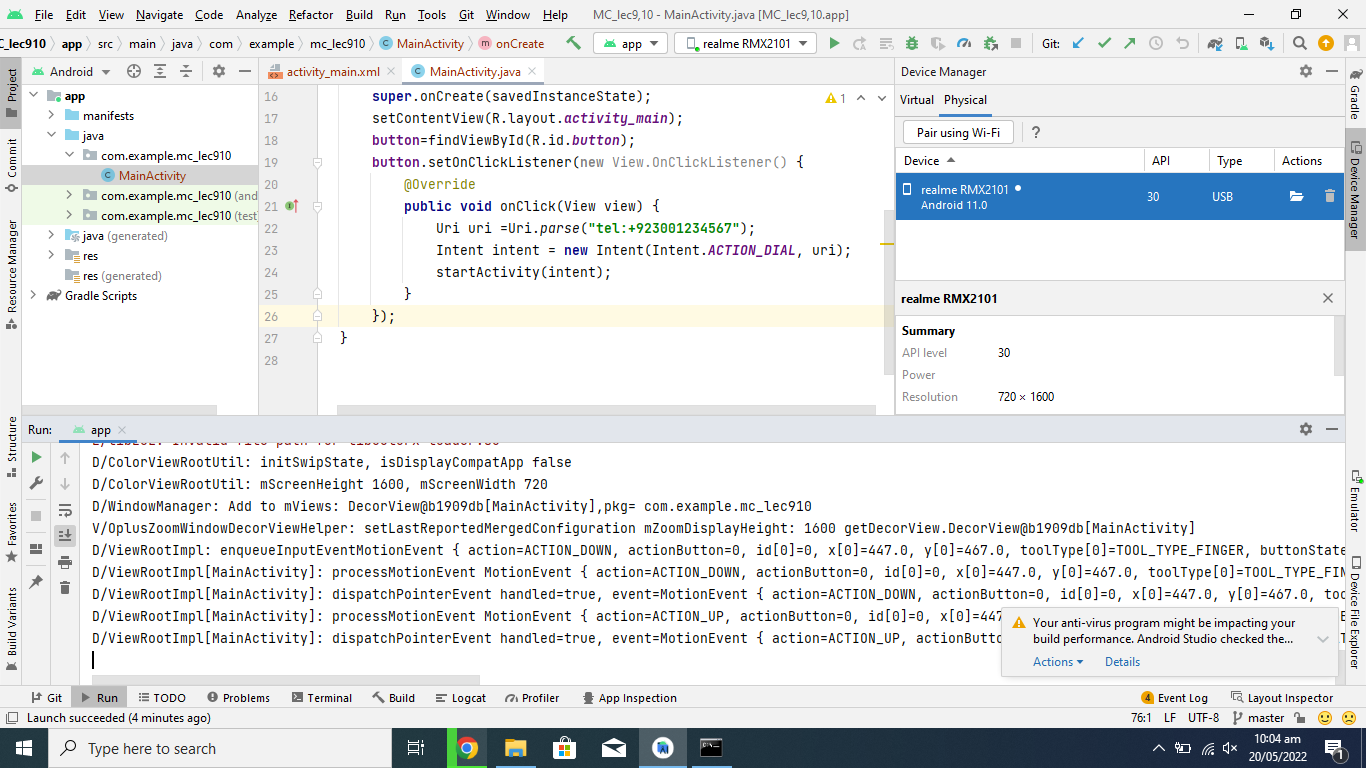 File Edit View Navigate Code Analyze Refactor Build Run Tools Git Window Help MC_lec9,10 - MainActivity.java [MC_lec9,10.app]
C_lec910 app src main java com example mc_lec910 MainActivity onCreate app realme RMX2101 Git:
Project
Commit
Resource Manager
Structure
Favorites
Build Variants
Android
app
manifests
java
com.example.mc_lec910
MainActivity
com.example.mc_lec910 (and
com.example.mc_lec910 (test
java (generated)
res
res (generated)
Gradle Scripts
activity_main.xml MainActivity.java
1
16 super.onCreate(savedInstanceState);
17 setContentView(R.layout.activity_main);
18 button=findViewById(R.id.button);
19 button.setOnClickListener(new View.OnClickListener() {
20 @Override
21 public void onClick(View view) {
22 Uri uri =Uri.parse("tel:+923001234567");
23 Intent intent = new Intent(Intent.ACTION_DIAL, uri);
24 startActivity(intent);
25 }
26 });
27 }
28
Device Manager
Virtual Physical
Pair using Wi-Fi ?
Device API Type Actions
realme RMX2101
Android 11.0
30 USB
realme RMX2101
Summary
API level 30
Power
Resolution 720 × 1600
Gradle
Device Manager
Emulator
Device File Explorer
Run: app
D/ColorViewRootUtil: initSwipState, isDisplayCompatApp false
D/ColorViewRootUtil: mScreenHeight 1600, mScreenWidth 720
D/WindowManager: Add to mViews: DecorView@b1909db[MainActivity],pkg= com.example.mc_lec910
V/OplusZoomWindowDecorViewHelper: setLastReportedMergedConfiguration mZoomDisplayHeight: 1600 getDecorView.DecorView@b1909db[MainActivity]
D/ViewRootImpl: enqueueInputEventMotionEvent { action=ACTION_DOWN, actionButton=0, id[0]=0, x[0]=447.0, y[0]=467.0, toolType[0]=TOOL_TYPE_FINGER, buttonState
D/ViewRootImpl[MainActivity]: processMotionEvent MotionEvent { action=ACTION_DOWN, actionButton=0, id[0]=0, x[0]=447.0, y[0]=467.0, toolType[0]=TOOL_TYPE_FIN
D/ViewRootImpl[MainActivity]: dispatchPointerEvent handled=true, event=MotionEvent { action=ACTION_DOWN, actionButton=0, id[0]=0, x[0]=447.0, y[0]=467.0, too
D/ViewRootImpl[MainActivity]: processMotionEvent MotionEvent { action=ACTION_UP, actionButton=0, id[0]=0, x[0]=447
D/ViewRootImpl[MainActivity]: dispatchPointerEvent handled=true, event=MotionEvent { action=ACTION_UP, actionButto
Your anti-virus program might be impacting your
build performance. Android Studio checked the...
Actions Details
Git Run TODO Problems Terminal Build Logcat Profiler App Inspection 4 Event Log Layout Inspector
Launch succeeded (4 minutes ago) 76:1 LF UTF-8 master
Type here to search
10:04 am
20/05/2022
1